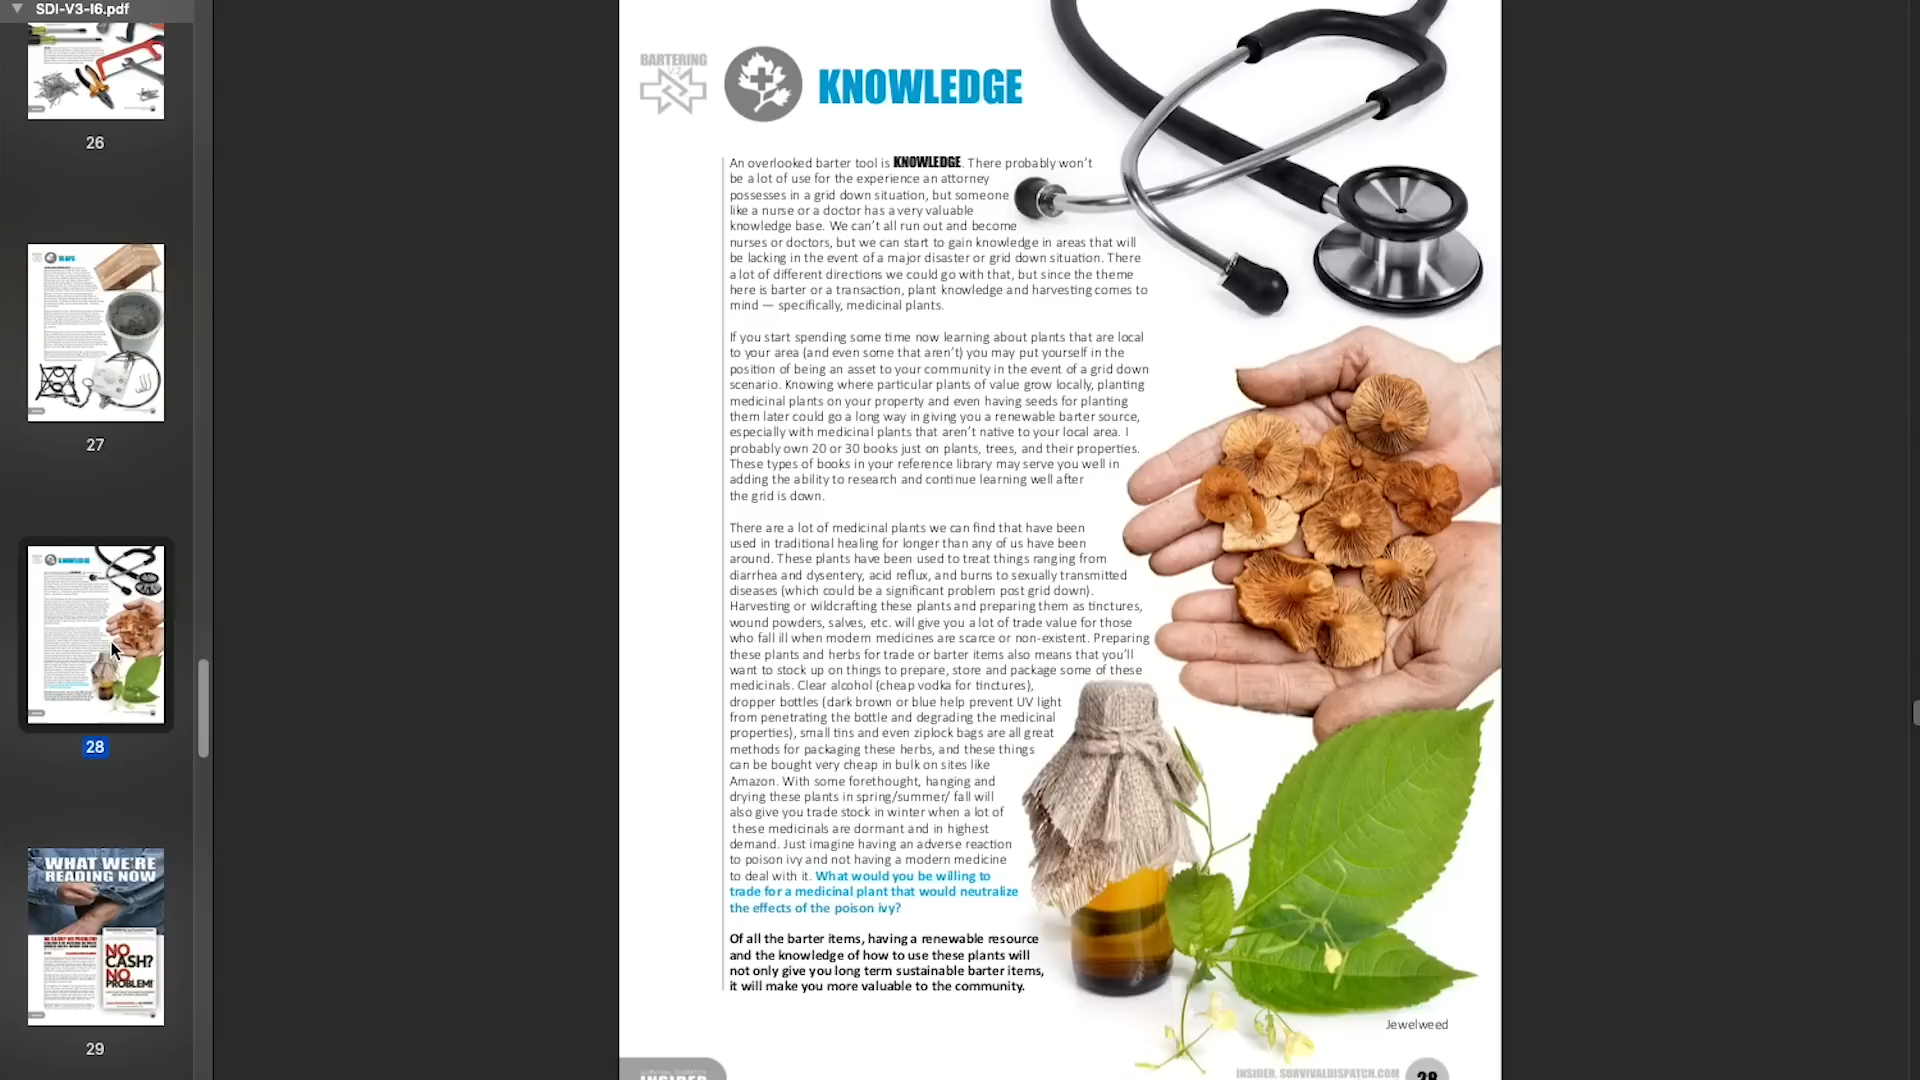 SDI-V3-I6.pdf
26
27
28
WHAT WE'RE
READING NOW
NO
CASH?
NO
PROBLEM!
29
BARTERING
KNOWLEDGE
An overlooked barter tool is KNOWLEDGE. There probably won't
be a lot of use for the experience an attorney
possesses in a grid down situation, but someone
like a nurse or a doctor has a very valuable
knowledge base. We can't all run out and become
nurses or doctors, but we can start to gain knowledge in areas that will
be lacking in the event of a major disaster or grid down situation. There
a lot of different directions we could go with that, but since the theme
here is barter or a transaction, plant knowledge and harvesting comes to
mind — specifically, medicinal plants.
If you start spending some time now learning about plants that are local
to your area (and even some that aren't) you may put yourself in the
position of being an asset to your community in the event of a grid down
scenario. Knowing where particular plants of value grow locally, planting
medicinal plants on your property and even having seeds for planting
them later could go a long way in giving you a renewable barter source,
especially with medicinal plants that aren't native to your local area. I
probably own 20 or 30 books just on plants, trees, and their properties.
These types of books in your reference library may serve you well in
adding the ability to research and continue learning well after
the grid is down.
There are a lot of medicinal plants we can find that have been
used in traditional healing for longer than any of us have been
around. These plants have been used to treat things ranging from
diarrhea and dysentery, acid reflux, and burns to sexually transmitted
diseases (which could be a significant problem post grid down).
Harvesting or wildcrafting these plants and preparing them as tinctures,
wound powders, salves, etc. will give you a lot of trade value for those
who fall ill when modern medicines are scarce or non-existent. Preparing
these plants and herbs for trade or barter items also means that you'll
want to stock up on things to prepare, store and package some of these
medicinals. Clear alcohol (cheap vodka for tinctures),
dropper bottles (dark brown or blue help prevent UV light
from penetrating the bottle and degrading the medicinal
properties), small tins and even ziplock bags are all great
methods for packaging these herbs, and these things
can be bought very cheap in bulk on sites like
Amazon. With some forethought, hanging and
drying these plants in spring/summer/ fall will
also give you trade stock in winter when a lot of
these medicinals are dormant and in highest
demand. Just imagine having an adverse reaction
to poison ivy and not having a modern medicine
to deal with it. What would you be willing to
trade for a medicinal plant that would neutralize
the effects of the poison ivy?
Of all the barter items, having a renewable resource
and the knowledge of how to use these plants will
not only give you long term sustainable barter items,
it will make you more valuable to the community.
Jewelweed
SURVIVAL DISPATCH
INSIDER
INSIDER.SURVIVALDISPATCH.COM
28